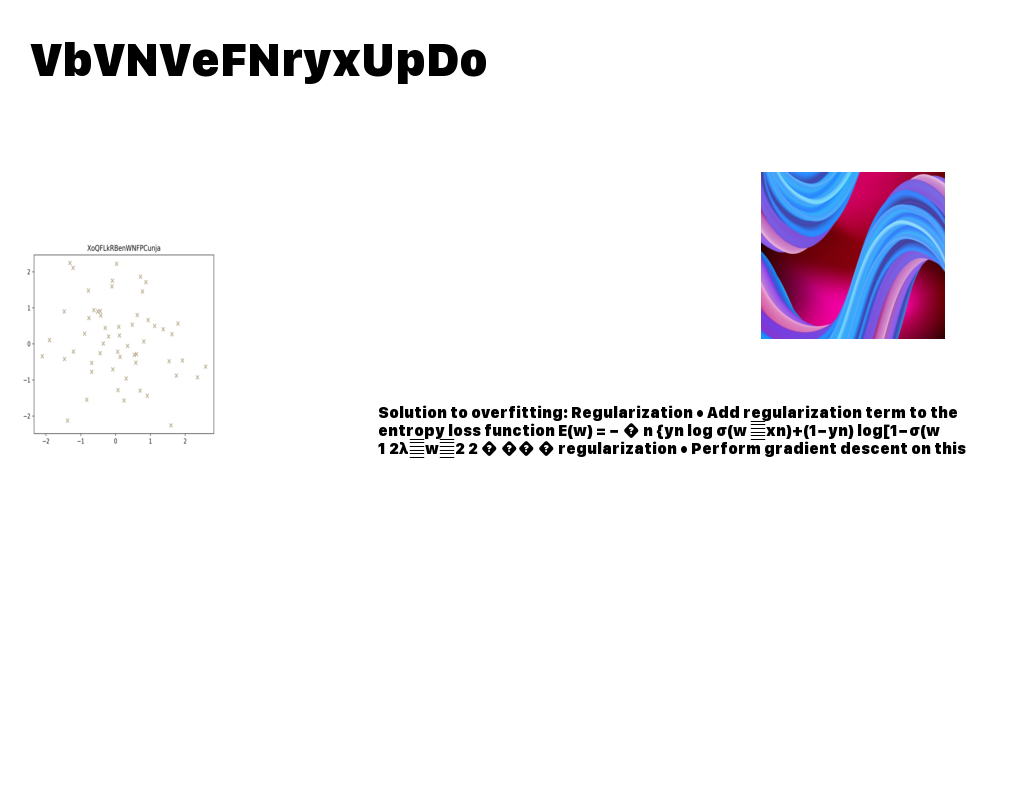 VbVNVeFNryxUpDo
XoQFLkRBenWNFPCunja
2
1
0
−1
−2
−2 −1 0 1 2
Solution to overfitting: Regularization • Add regularization term to the
entropy loss function E(w) = − � n {yn log σ(w xn)+(1−yn) log[1−σ(w
1 2λ w 2 2 � � � � regularization • Perform gradient descent on this